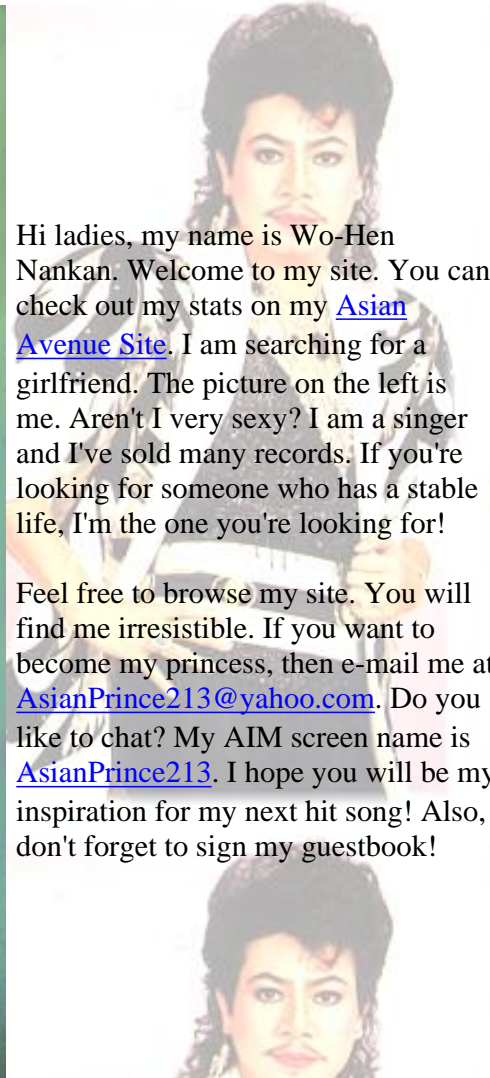 Hi ladies, my name is Wo-Hen
Nankan. Welcome to my site. You can
check out my stats on my Asian
Avenue Site. I am searching for a
girlfriend. The picture on the left is
me. Aren't I very sexy? I am a singer
and I've sold many records. If you're
looking for someone who has a stable
life, I'm the one you're looking for!
Feel free to browse my site. You will
find me irresistible. If you want to
become my princess, then e-mail me at
AsianPrince213@yahoo.com. Do you
like to chat? My AIM screen name is
AsianPrince213. I hope you will be my
inspiration for my next hit song! Also,
don't forget to sign my guestbook!